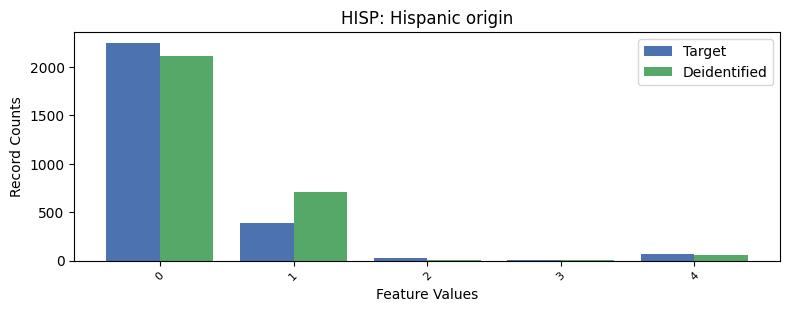 HISP: Hispanic origin
Target
Deidentified
Record Counts
2000
1500
1000
500
0
0
1
2
3
4
Feature Values